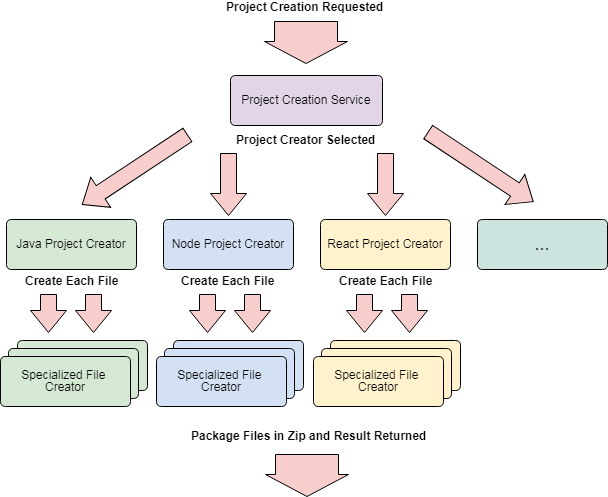 Project Creation Requested
Project Creation Service
Project Creator Selected
Java Project Creator
Node Project Creator
React Project Creator
...
Create Each File
Create Each File
Create Each File
Specialized File
Creator
Specialized File
Creator
Specialized File
Creator
Package Files in Zip and Result Returned